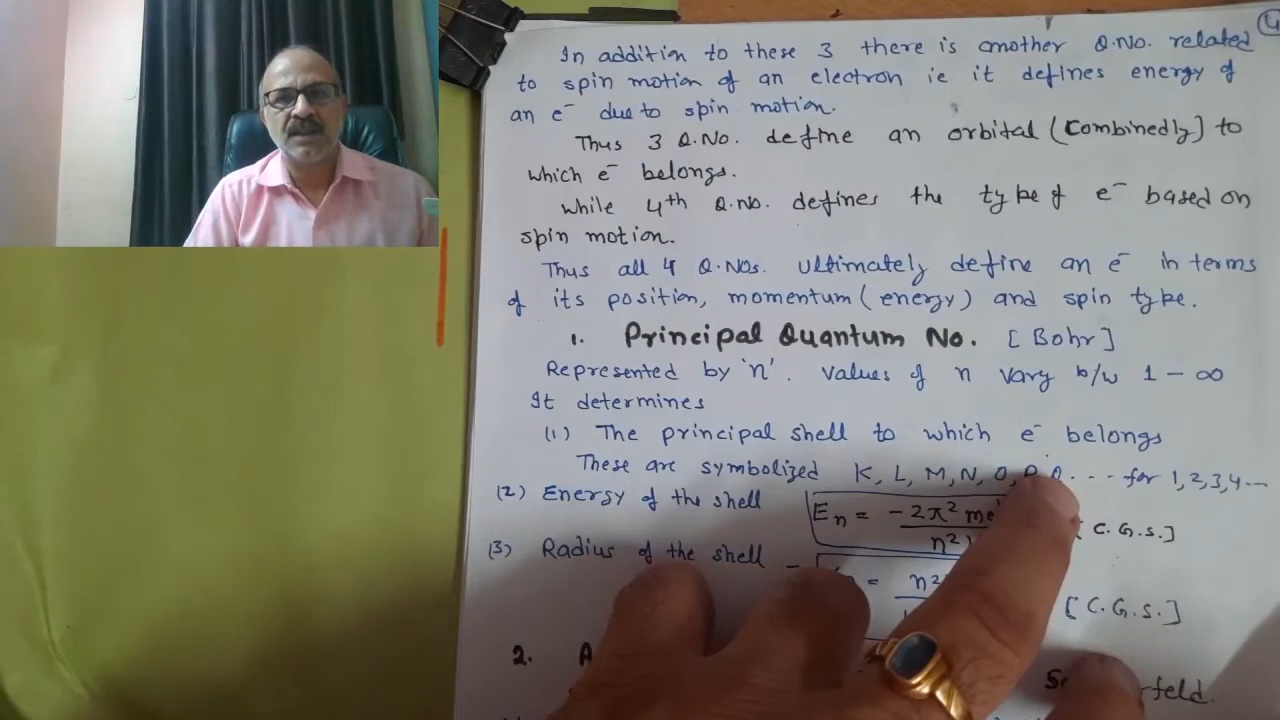 4
In addition to these 3 there is another Q.No. related
to spin motion of an electron ie it defines energy of
an e⁻ due to spin motion.
Thus 3 Q.No. define an orbital (Combinedly) to
which e⁻ belongs.
While 4th Q.No. defines the type of e⁻ based on
spin motion.
Thus all 4 Q.NOs. ultimately define an e⁻ in terms
of its position, momentum (energy) and spin type.
1. Principal Quantum No. [Bohr]
Represented by 'n'. Values of n vary b/w 1 – ∞
It determines
(1) The principal shell to which e⁻ belongs
These are symbolized K, L, M, N, O, P, Q... for 1,2,3,4...
(2) Energy of the shell Eₙ = -2π²me / n² [C.G.S.]
(3) Radius of the shell – = n² [C.G.S.]
2.